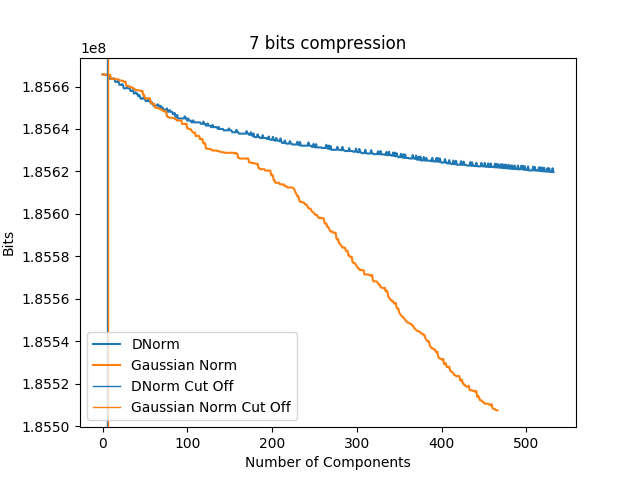 7 bits compression
1e8
1.8566
1.8564
1.8562
1.8560
1.8558
1.8556
1.8554
1.8552
1.8550
Bits
DNorm
Gaussian Norm
DNorm Cut Off
Gaussian Norm Cut Off
0 100 200 300 400 500
Number of Components